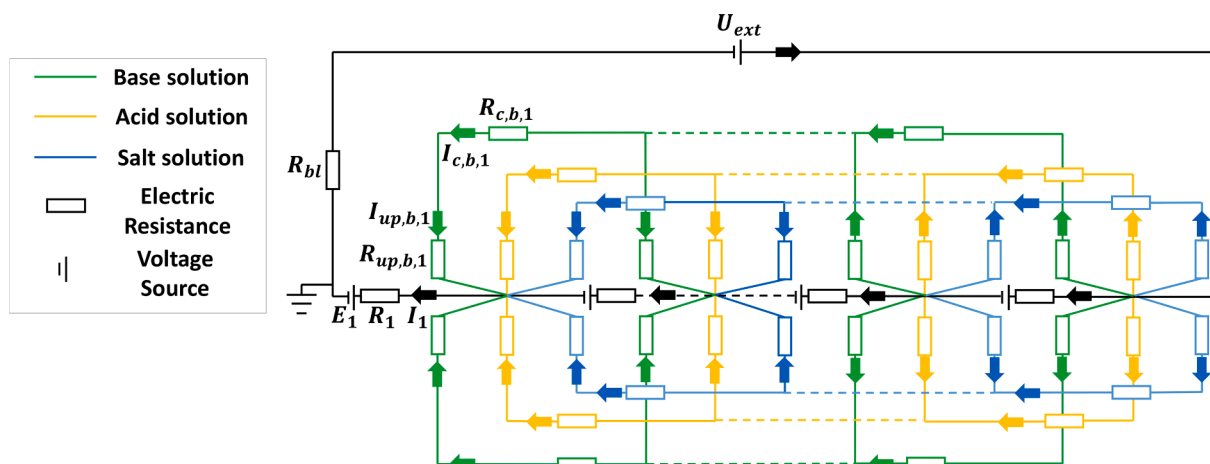 U_ext
Base solution
Acid solution
Salt solution
Electric
Resistance
Voltage
Source
R_bl
R_c,b,1
I_c,b,1
I_up,b,1
R_up,b,1
E_1 R_1 I_1